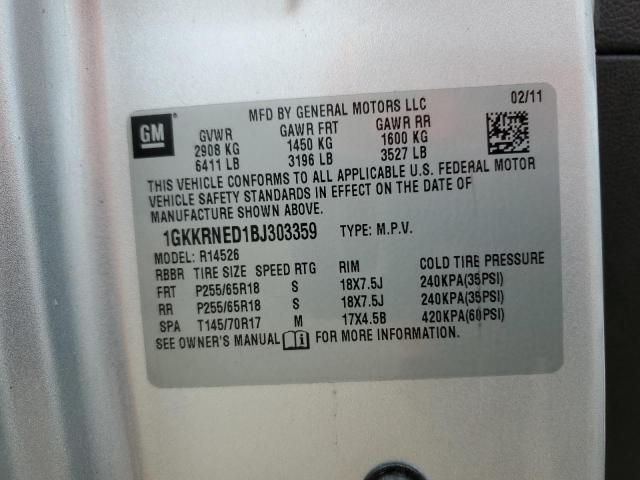 MFD BY GENERAL MOTORS LLC 02/11
GM GVWR GAWR FRT GAWR RR
2908 KG 1450 KG 1600 KG
6411 LB 3196 LB 3527 LB
THIS VEHICLE CONFORMS TO ALL APPLICABLE U.S. FEDERAL MOTOR
VEHICLE SAFETY STANDARDS IN EFFECT ON THE DATE OF
MANUFACTURE SHOWN ABOVE.
1GKKRNED1BJ303359 TYPE: M.P.V.
MODEL: R14526
RBBR TIRE SIZE SPEED RTG RIM COLD TIRE PRESSURE
FRT P255/65R18 S 18X7.5J 240KPA(35PSI)
RR P255/65R18 S 18X7.5J 240KPA(35PSI)
SPA T145/70R17 M 17X4.5B 420KPA(60PSI)
SEE OWNER'S MANUAL FOR MORE INFORMATION.